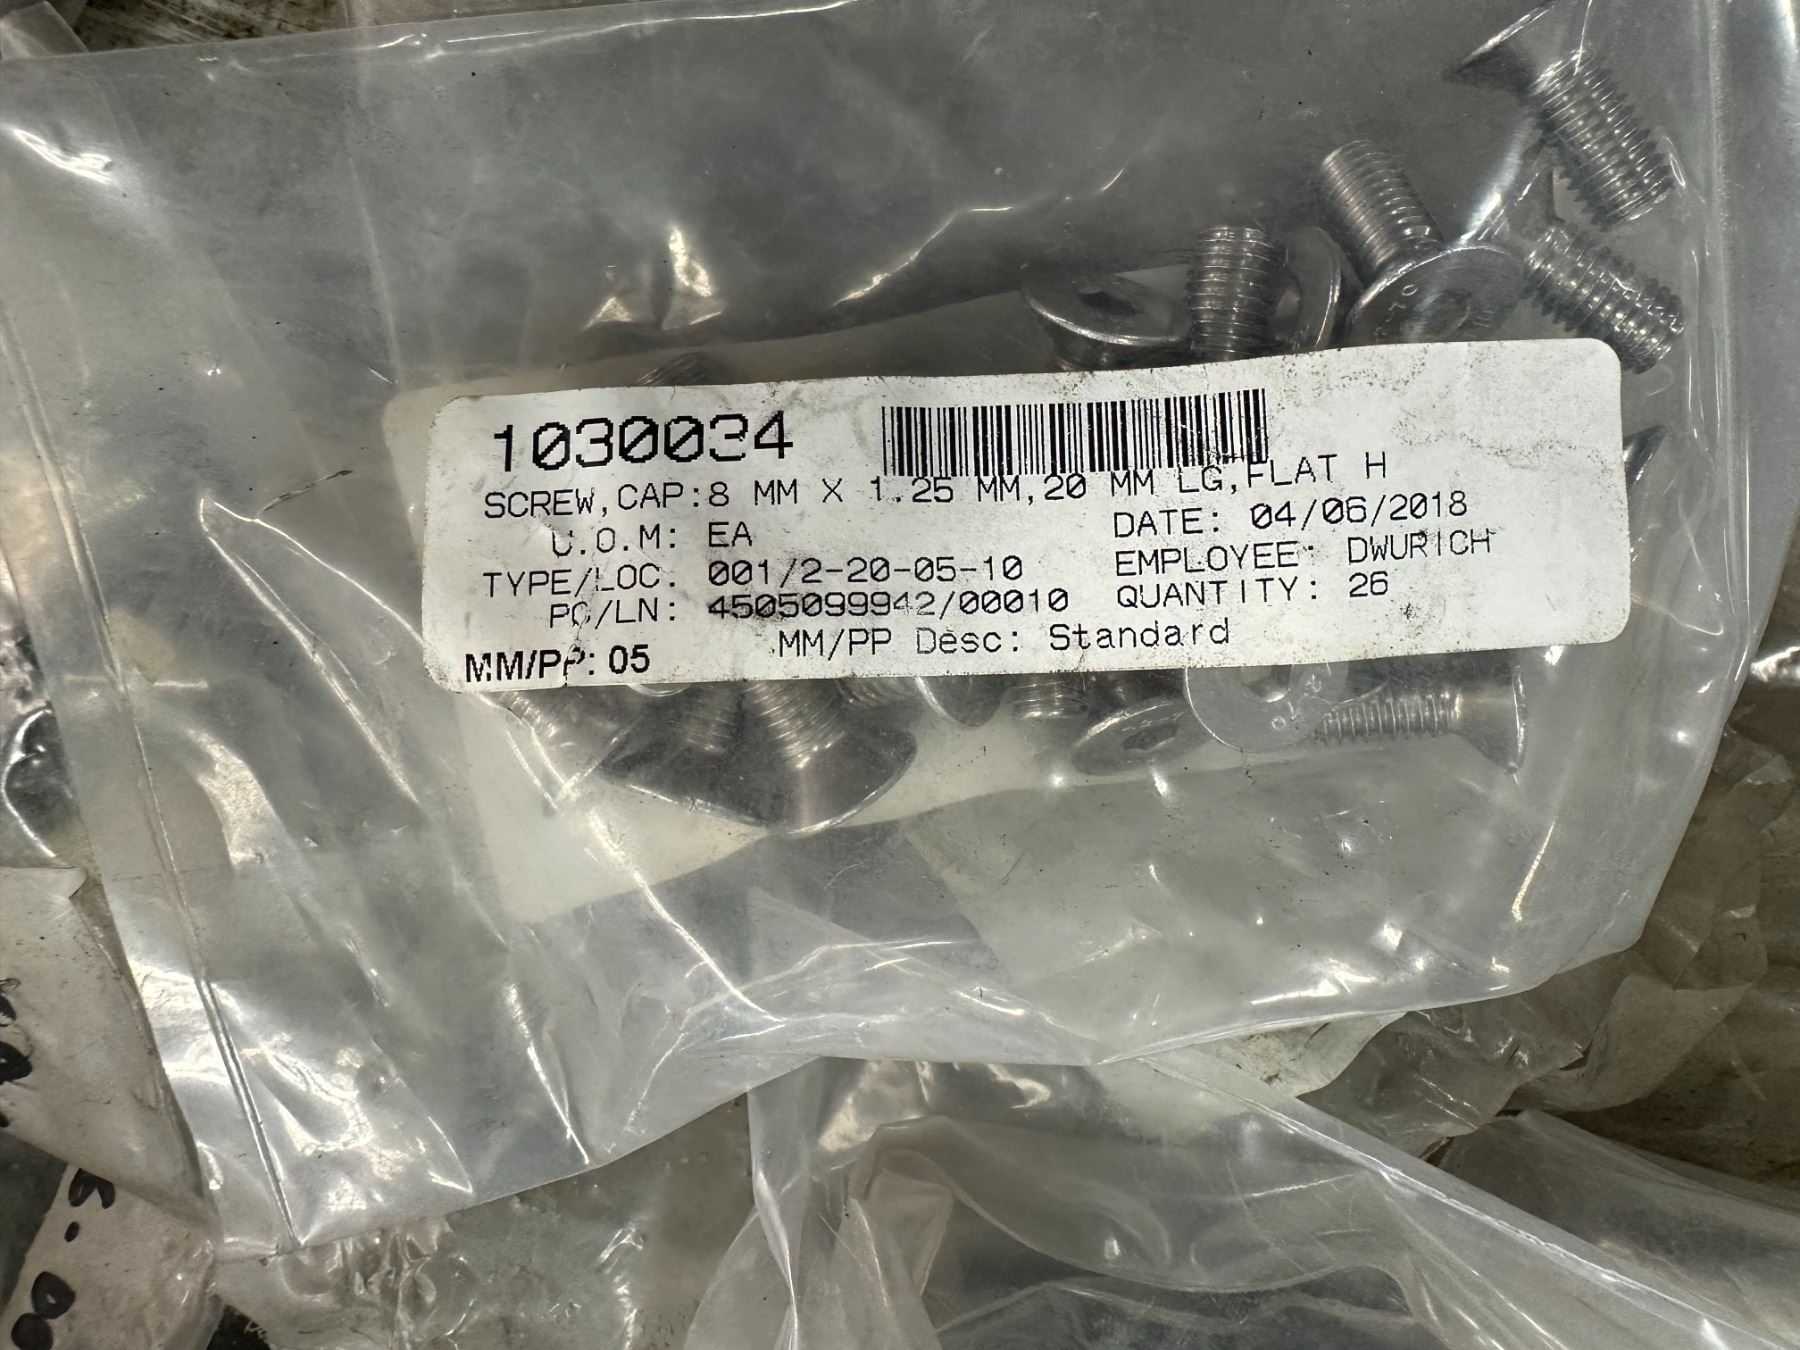 1030034
SCREW,CAP:8 MM X 1.25 MM,20 MM LG,FLAT H
U.O.M: EA
DATE: 04/06/2018
TYPE/LOC: 001/2-20-05-10
EMPLOYEE: DWURICH
PO/LN: 4505099942/00010
QUANTITY: 26
MM/PP: 05
MM/PP Desc: Standard